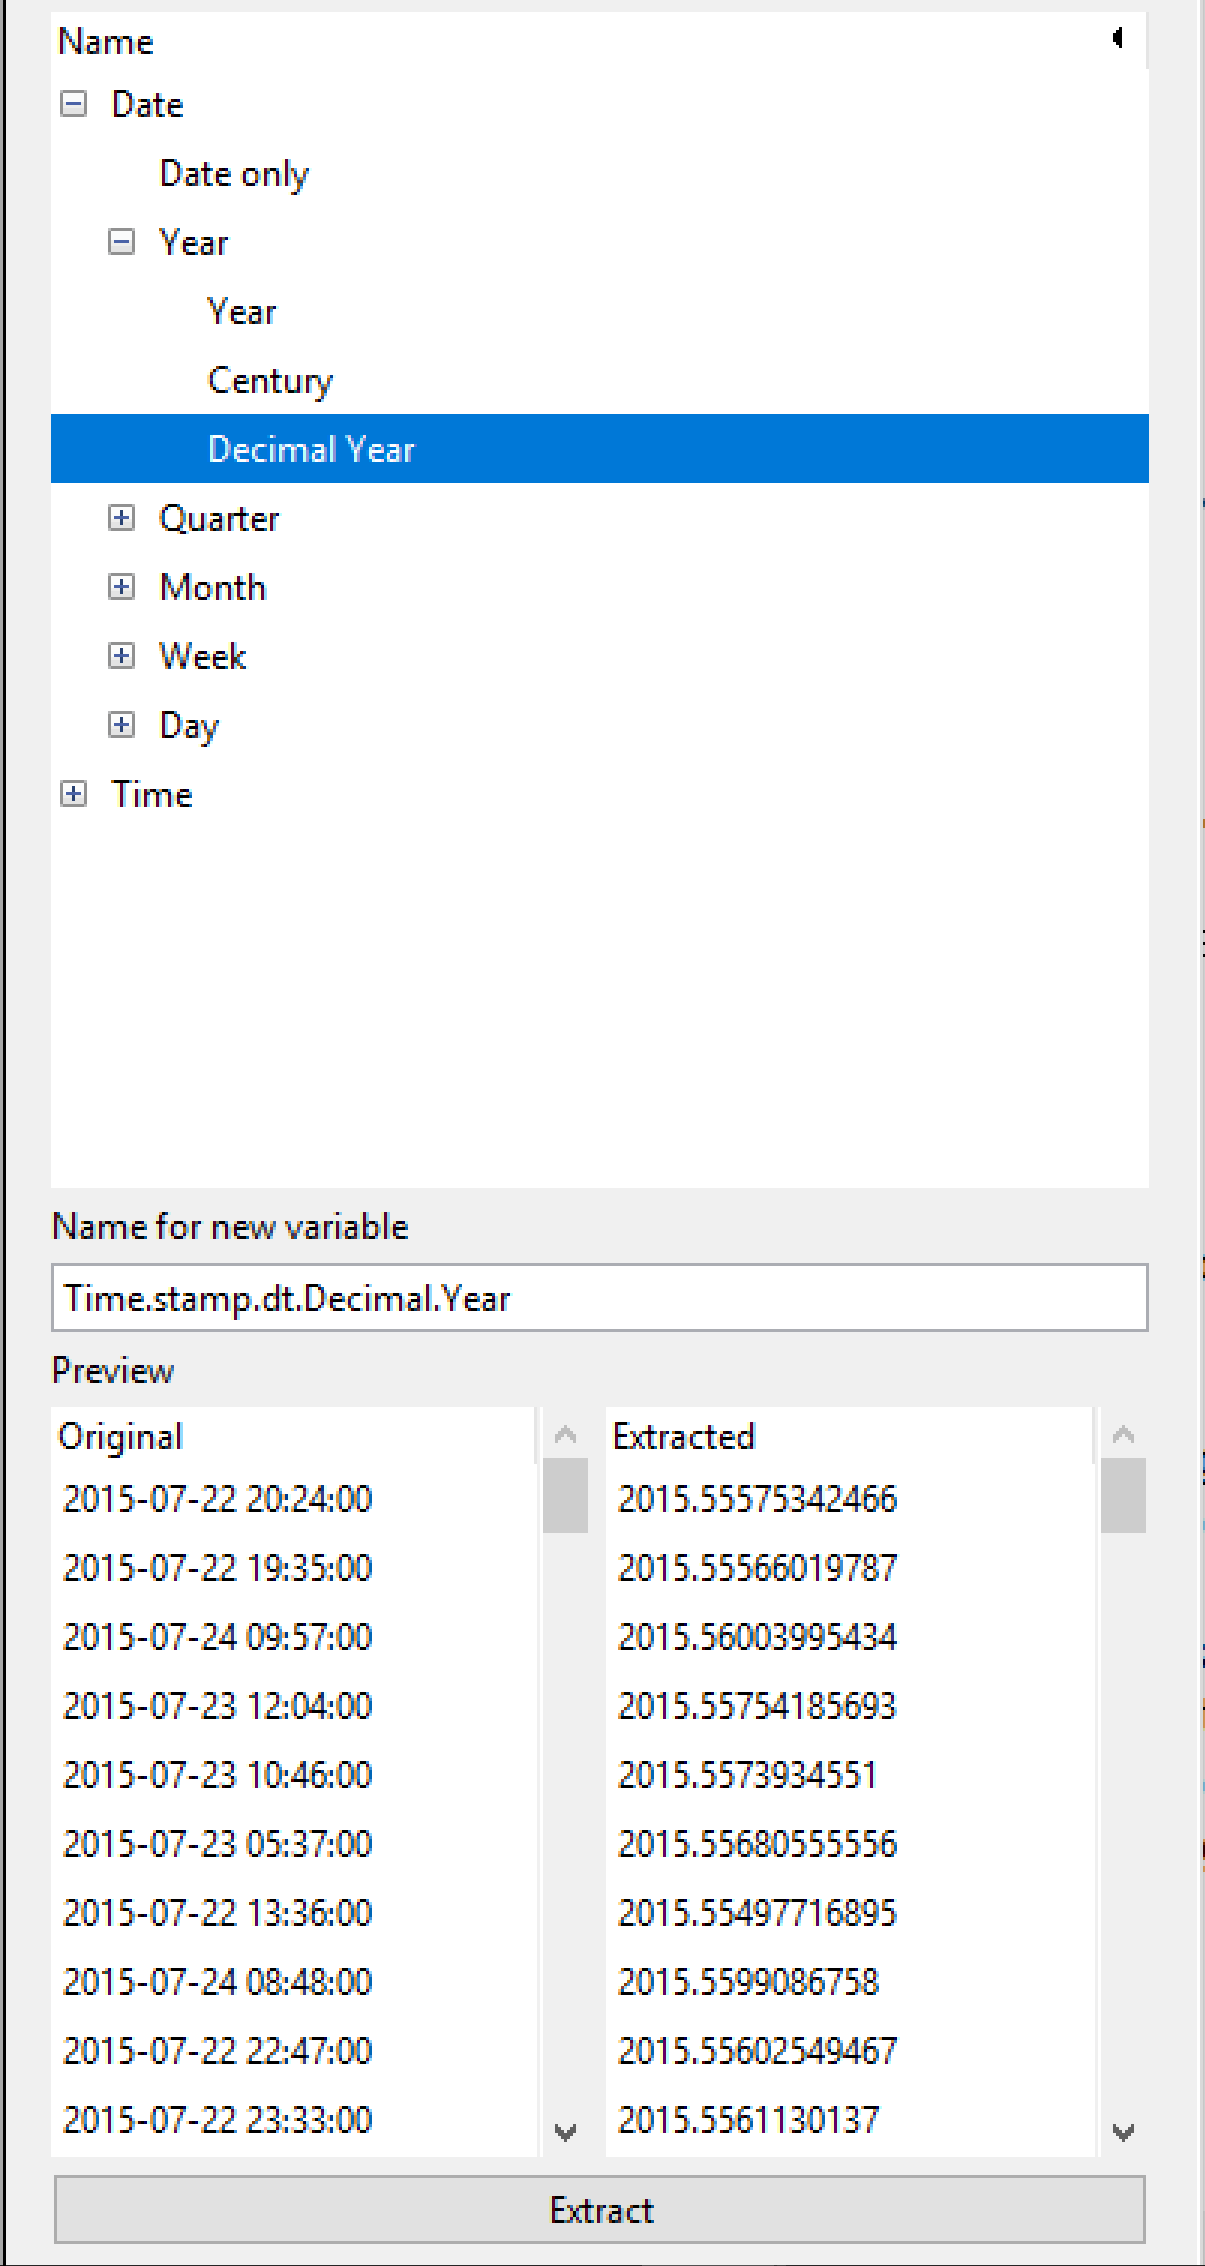 Name
Date
Date only
Year
Year
Century
Decimal Year
Quarter
Month
Week
Day
Time
Name for new variable
Time.stamp.dt.Decimal.Year
Preview
Original Extracted
2015-07-22 20:24:00 2015.55575342466
2015-07-22 19:35:00 2015.55566019787
2015-07-24 09:57:00 2015.56003995434
2015-07-23 12:04:00 2015.55754185693
2015-07-23 10:46:00 2015.5573934551
2015-07-23 05:37:00 2015.55680555556
2015-07-22 13:36:00 2015.55497716895
2015-07-24 08:48:00 2015.5599086758
2015-07-22 22:47:00 2015.55602549467
2015-07-22 23:33:00 2015.5561130137
Extract